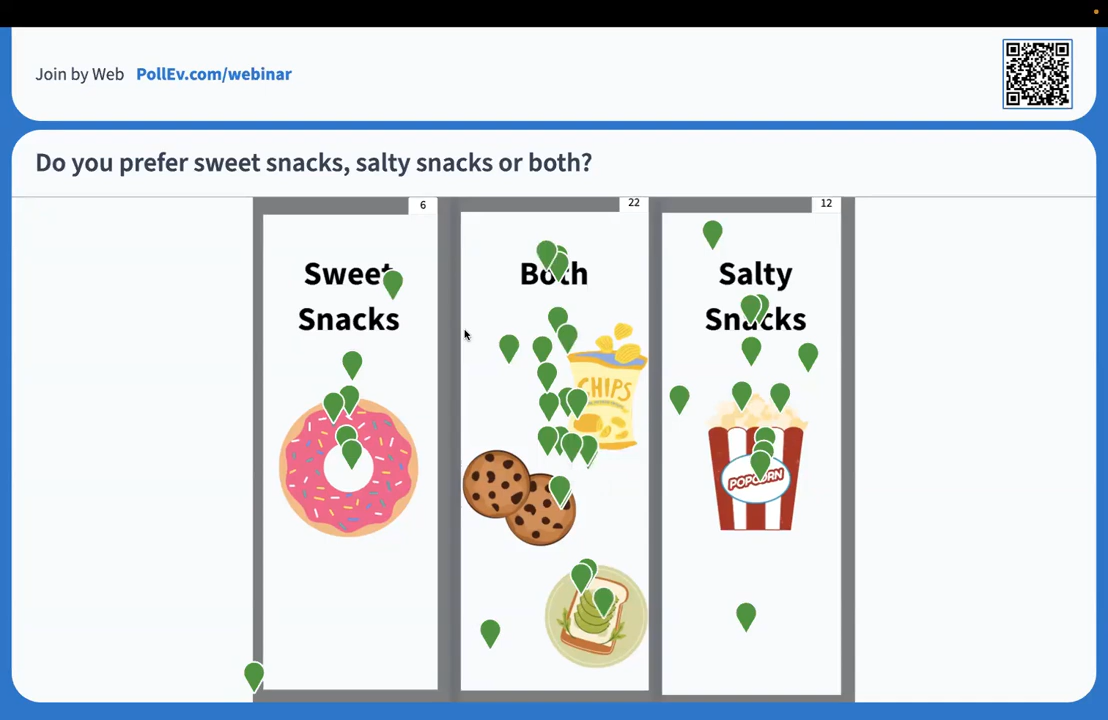 Join by Web PollEv.com/webinar
Do you prefer sweet snacks, salty snacks or both?
6
22
12
Sweet
Snacks
Both
Salty
Snacks
CHIPS
POPCORN